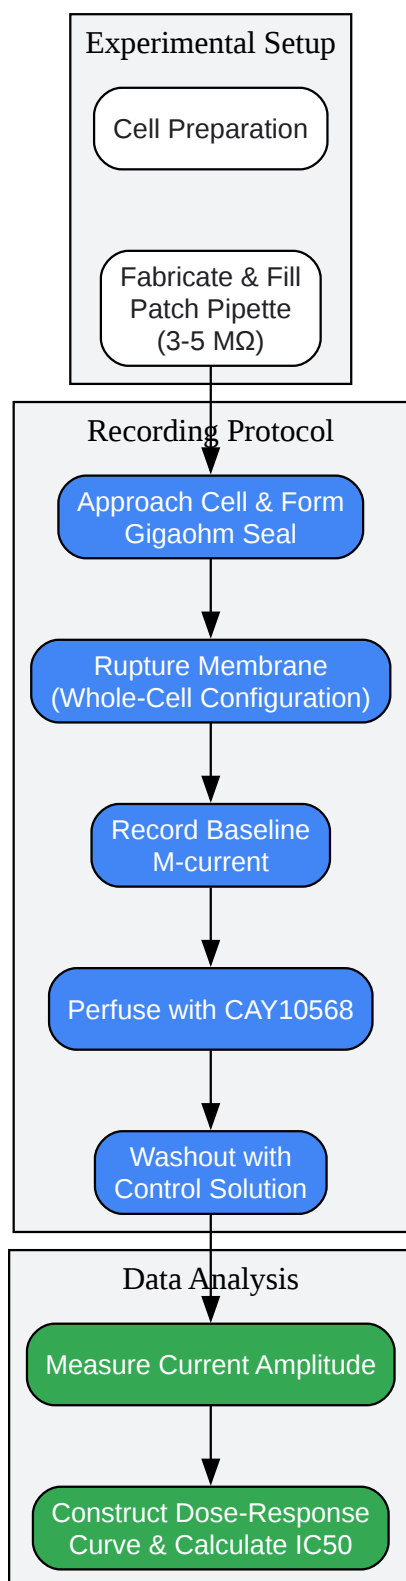 Experimental Setup
Cell Preparation
Fabricate & Fill
Patch Pipette
(3-5 MΩ)
Recording Protocol
Approach Cell & Form
Gigaohm Seal
Rupture Membrane
(Whole-Cell Configuration)
Record Baseline
M-current
Perfuse with CAY10568
Washout with
Control Solution
Data Analysis
Measure Current Amplitude
Construct Dose-Response
Curve & Calculate IC50